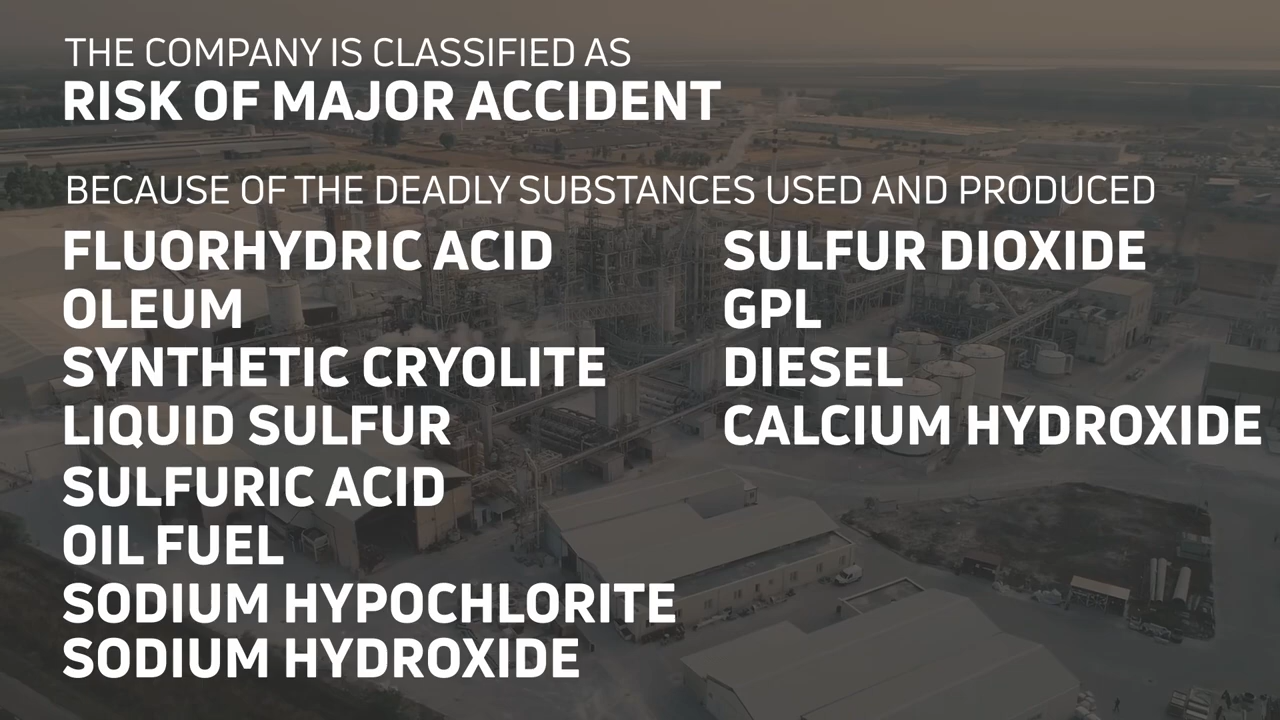 THE COMPANY IS CLASSIFIED AS
RISK OF MAJOR ACCIDENT
BECAUSE OF THE DEADLY SUBSTANCES USED AND PRODUCED
FLUORHYDRIC ACID
OLEUM
SYNTHETIC CRYOLITE
LIQUID SULFUR
SULFURIC ACID
OIL FUEL
SODIUM HYPOCHLORITE
SODIUM HYDROXIDE
SULFUR DIOXIDE
GPL
DIESEL
CALCIUM HYDROXIDE